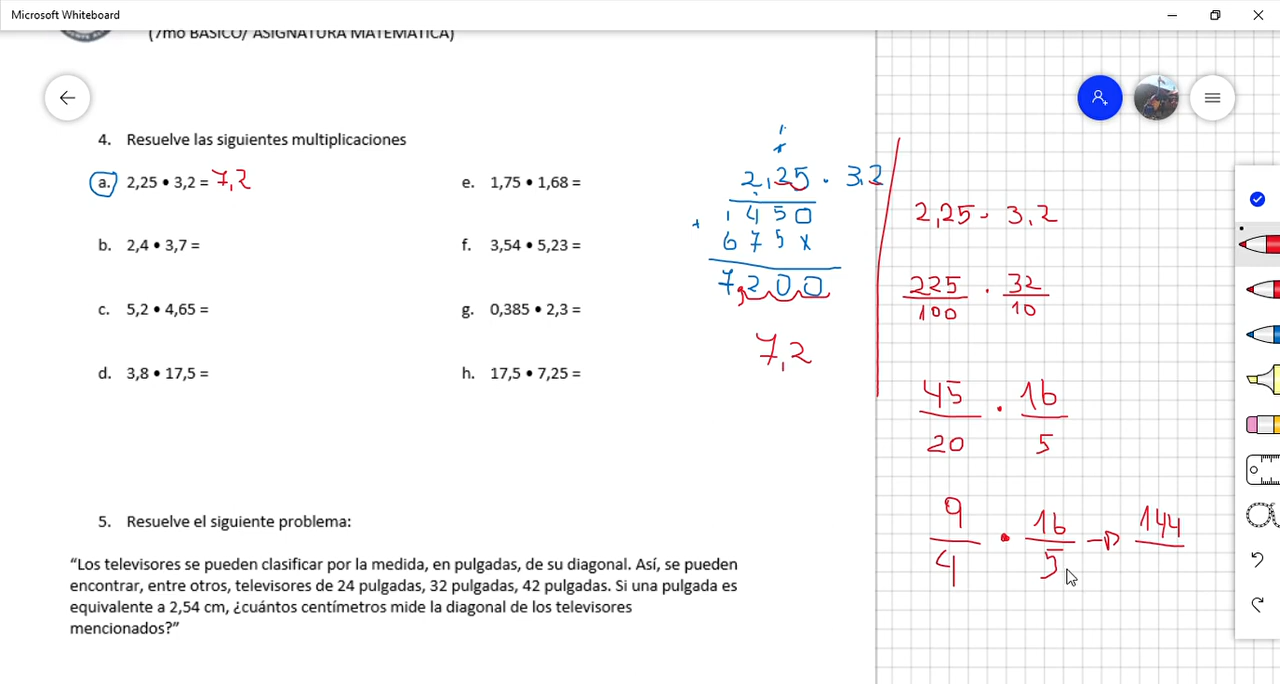 Microsoft Whiteboard
(7mo BASICO/ ASIGNATURA MATEMATICA)
4. Resuelve las siguientes multiplicaciones
a. 2,25 • 3,2 = 7,2
b. 2,4 • 3,7 =
c. 5,2 • 4,65 =
d. 3,8 • 17,5 =
e. 1,75 • 1,68 =
f. 3,54 • 5,23 =
g. 0,385 • 2,3 =
h. 17,5 • 7,25 =
2,25 · 3,2
1450
+ 675x
7,200
7,2
2,25 · 3,2
225/100 · 32/10
45/20 · 16/5
9/4 · 16/5 → 144
5. Resuelve el siguiente problema:
“Los televisores se pueden clasificar por la medida, en pulgadas, de su diagonal. Así, se pueden
encontrar, entre otros, televisores de 24 pulgadas, 32 pulgadas, 42 pulgadas. Si una pulgada es
equivalente a 2,54 cm, ¿cuántos centímetros mide la diagonal de los televisores
mencionados?”